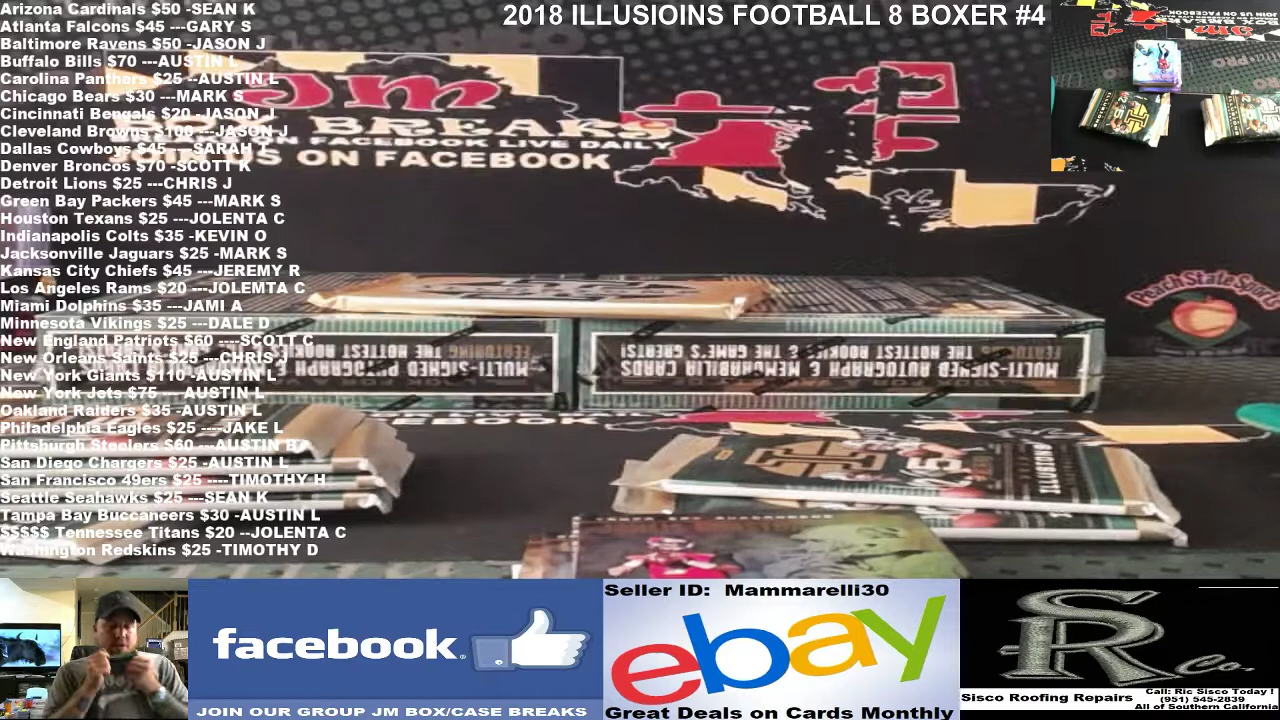 2018 ILLUSIOINS FOOTBALL 8 BOXER #4
Arizona Cardinals $50 -SEAN K
Atlanta Falcons $45 ---GARY S
Baltimore Ravens $50 -JASON J
Buffalo Bills $70 ---AUSTIN L
Carolina Panthers $25 --AUSTIN L
Chicago Bears $30 ---MARK S
Cincinnati Bengals $20 -JASON J
Cleveland Browns $100 ---JASON J
Dallas Cowboys $45 ---SARAH
Denver Broncos $70 -SCOTT K
Detroit Lions $25 ---CHRIS J
Green Bay Packers $45 ---MARK S
Houston Texans $25 ---JOLENTA C
Indianapolis Colts $35 -KEVIN O
Jacksonville Jaguars $25 -MARK S
Kansas City Chiefs $45 ---JEREMY R
Los Angeles Rams $20 ---JOLEMTA C
Miami Dolphins $35 ---JAMI A
Minnesota Vikings $25 ---DALE D
New England Patriots $60 ----SCOTT C
New Orleans Saints $25 ---CHRIS J
New York Giants $110 -AUSTIN L
New York Jets $75 --- AUSTIN L
Oakland Raiders $35 -AUSTIN L
Philadelphia Eagles $25 ----JAKE L
Pittsburgh Steelers $60 ---AUSTIN B
San Diego Chargers $25 -AUSTIN L
San Francisco 49ers $25 ----TIMOTHY H
Seattle Seahawks $25 ---SEAN K
Tampa Bay Buccaneers $30 -AUSTIN L
$$$$$ Tennessee Titans $20 --JOLENTA C
Washington Redskins $25 -TIMOTHY D
BREAKS
ON FACEBOOK LIVE DAILY
US ON FACEBOOK
Peach State Sports
FEATURING THE HOTTEST ROOKIES & THE GAME'S GREATS!
MULTI-SIGNED AUTOGRAPH & MEMORABILIA CARDS
facebook
JOIN OUR GROUP JM BOX/CASE BREAKS
Seller ID: Mammarelli30
ebay
Great Deals on Cards Monthly
SR Co.
Sisco Roofing Repairs
Call: Ric Sisco Today !
(951) 545-2839
All of Southern California